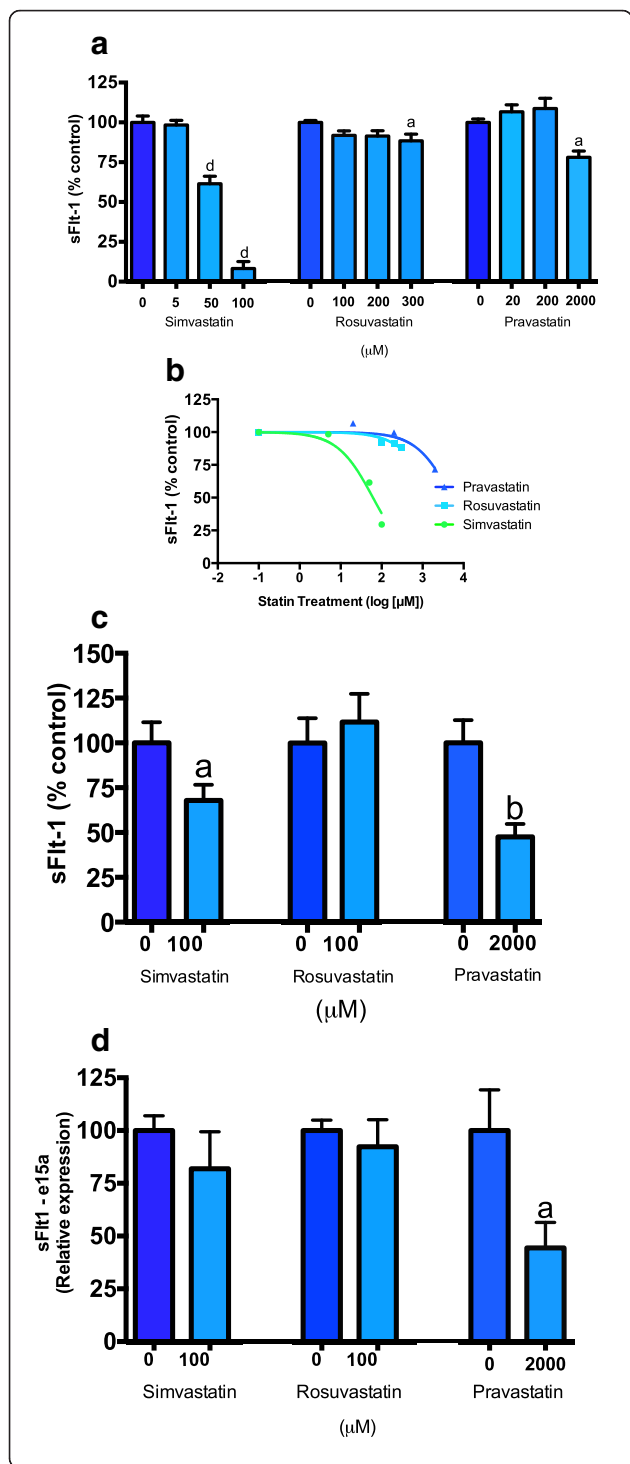 a
sFlt-1 (% control)
125
100
75
50
25
0
d
d
a
a
0 5 50 100
0 100 200 300
0 20 200 2000
Simvastatin
Rosuvastatin
Pravastatin
(μM)
b
sFlt-1 (% control)
125
100
75
50
25
0
-2 -1 0 1 2 3 4
Statin Treatment (log [μM])
Pravastatin
Rosuvastatin
Simvastatin
c
sFlt-1 (% control)
150
125
100
75
50
25
0
a
b
0 100
0 100
0 2000
Simvastatin
Rosuvastatin
Pravastatin
(μM)
d
sFlt1 - e15a
(Relative expression)
125
100
75
50
25
0
a
0 100
0 100
0 2000
Simvastatin
Rosuvastatin
Pravastatin
(μM)